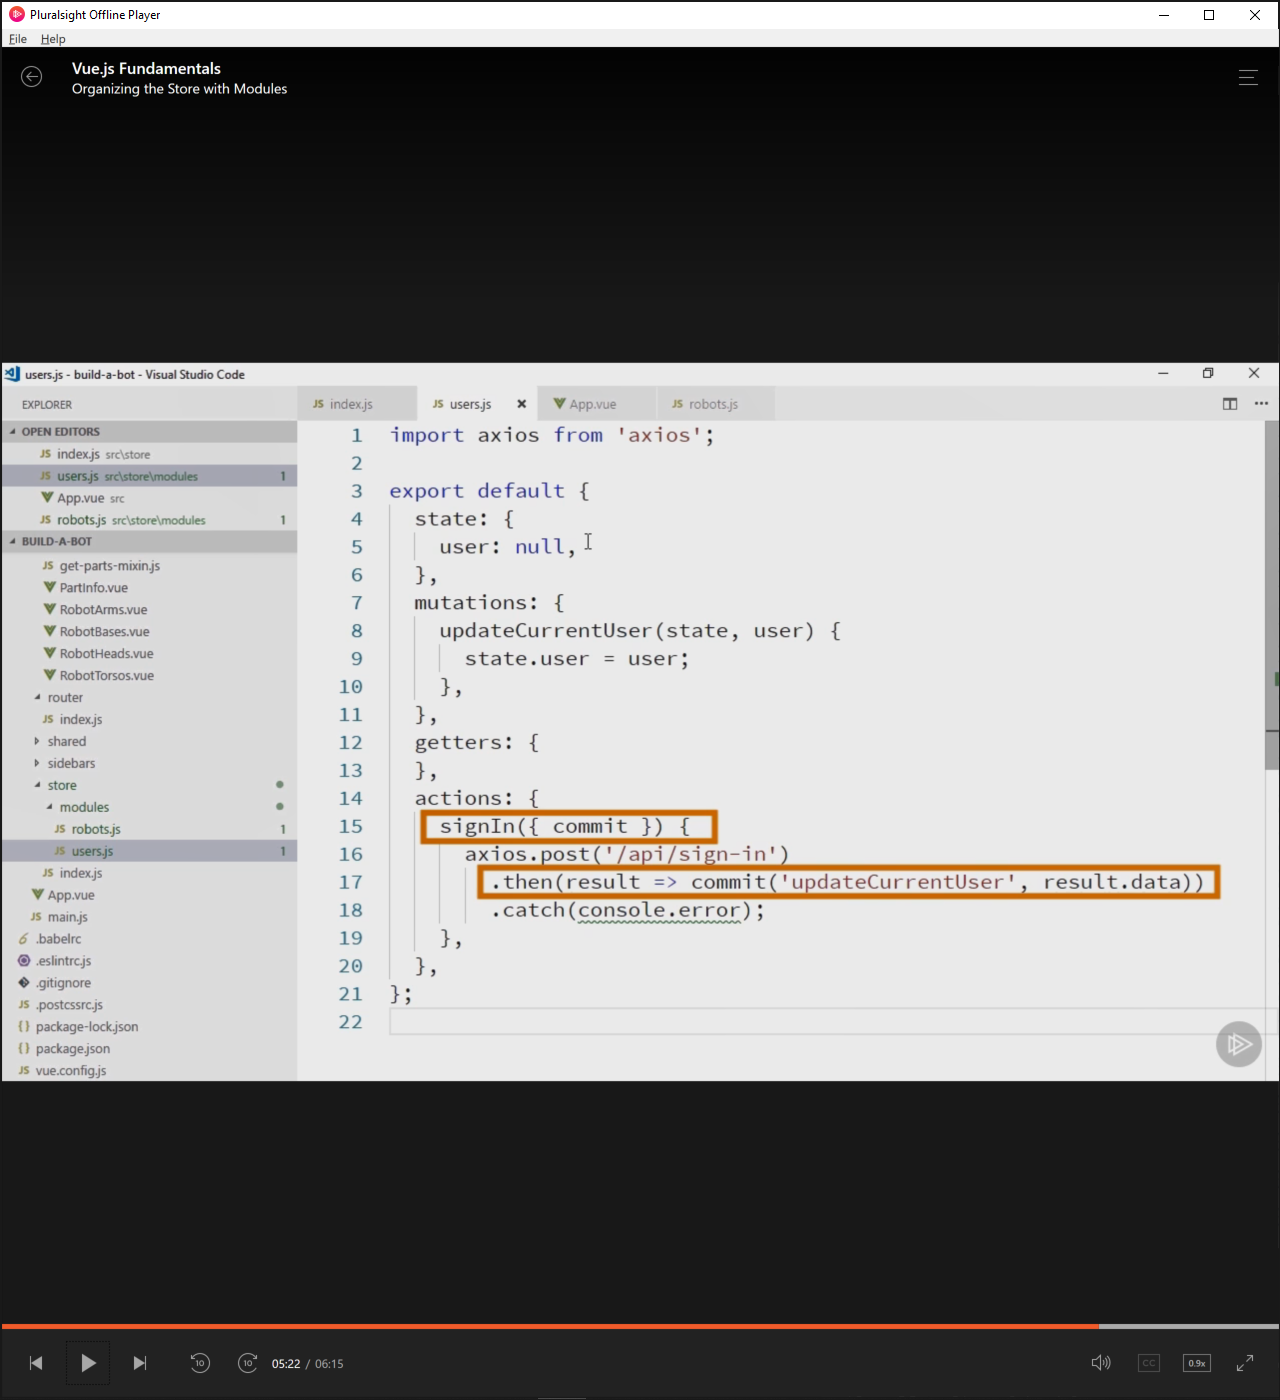 Pluralsight Offline Player
File Help
Vue.js Fundamentals
Organizing the Store with Modules
users.js - build-a-bot - Visual Studio Code
EXPLORER
OPEN EDITORS
JS index.js src\store
JS users.js src\store\modules 1
App.vue src
JS robots.js src\store\modules 1
BUILD-A-BOT
JS get-parts-mixin.js
PartInfo.vue
RobotArms.vue
RobotBases.vue
RobotHeads.vue
RobotTorsos.vue
router
JS index.js
shared
sidebars
store
modules
JS robots.js 1
JS users.js 1
JS index.js
App.vue
JS main.js
.babelrc
.eslintrc.js
.gitignore
JS .postcssrc.js
{} package-lock.json
{} package.json
JS vue.config.js
JS index.js JS users.js App.vue JS robots.js
1 import axios from 'axios';
2
3 export default {
4 state: {
5 user: null,
6 },
7 mutations: {
8 updateCurrentUser(state, user) {
9 state.user = user;
10 },
11 },
12 getters: {
13 },
14 actions: {
15 signIn({ commit }) {
16 axios.post('/api/sign-in')
17 .then(result => commit('updateCurrentUser', result.data))
18 .catch(console.error);
19 },
20 },
21 };
22
10 10 05:22 / 06:15 CC 0.9x